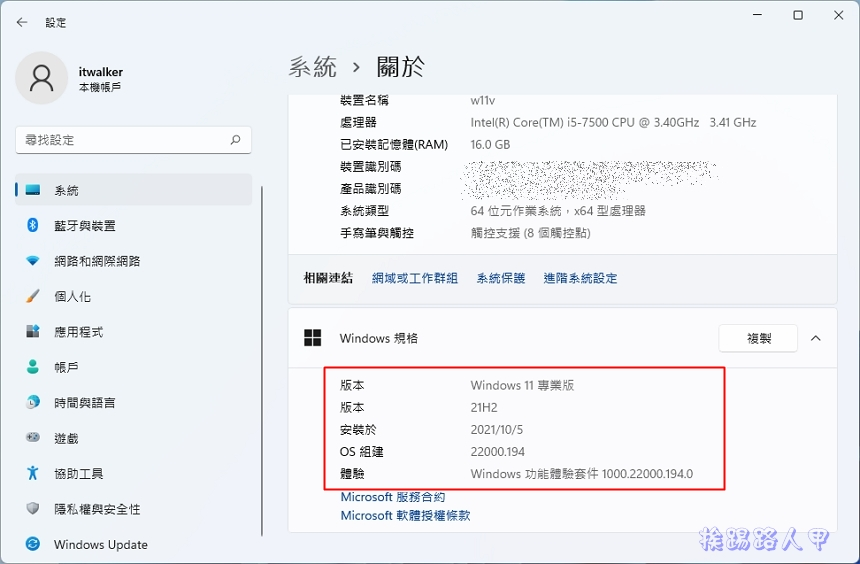 設定
itwalker
本機帳戶
尋找設定
系統
藍牙與裝置
網路和網際網路
個人化
應用程式
帳戶
時間與語言
遊戲
協助工具
隱私權與安全性
Windows Update
系統 › 關於
裝置名稱 w11v
處理器 Intel(R) Core(TM) i5-7500 CPU @ 3.40GHz 3.41 GHz
已安裝記憶體(RAM) 16.0 GB
裝置識別碼
產品識別碼
系統類型 64 位元作業系統，x64 型處理器
手寫筆與觸控 觸控支援 (8 個觸控點)
相關連結 網域或工作群組 系統保護 進階系統設定
Windows 規格 複製
版本 Windows 11 專業版
版本 21H2
安裝於 2021/10/5
OS 組建 22000.194
體驗 Windows 功能體驗套件 1000.22000.194.0
Microsoft 服務合約
Microsoft 軟體授權條款
挨踢路人甲